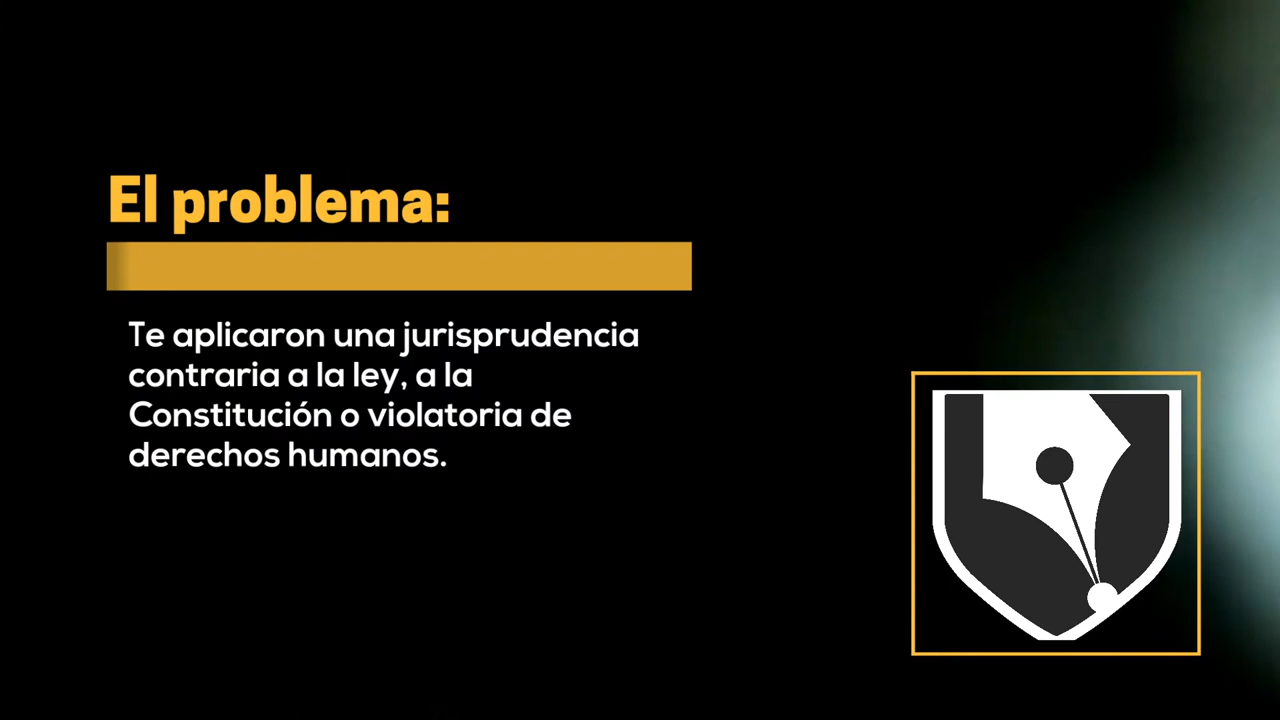 El problema:
Te aplicaron una jurisprudencia
contraria a la ley, a la
Constitución o violatoria de
derechos humanos.